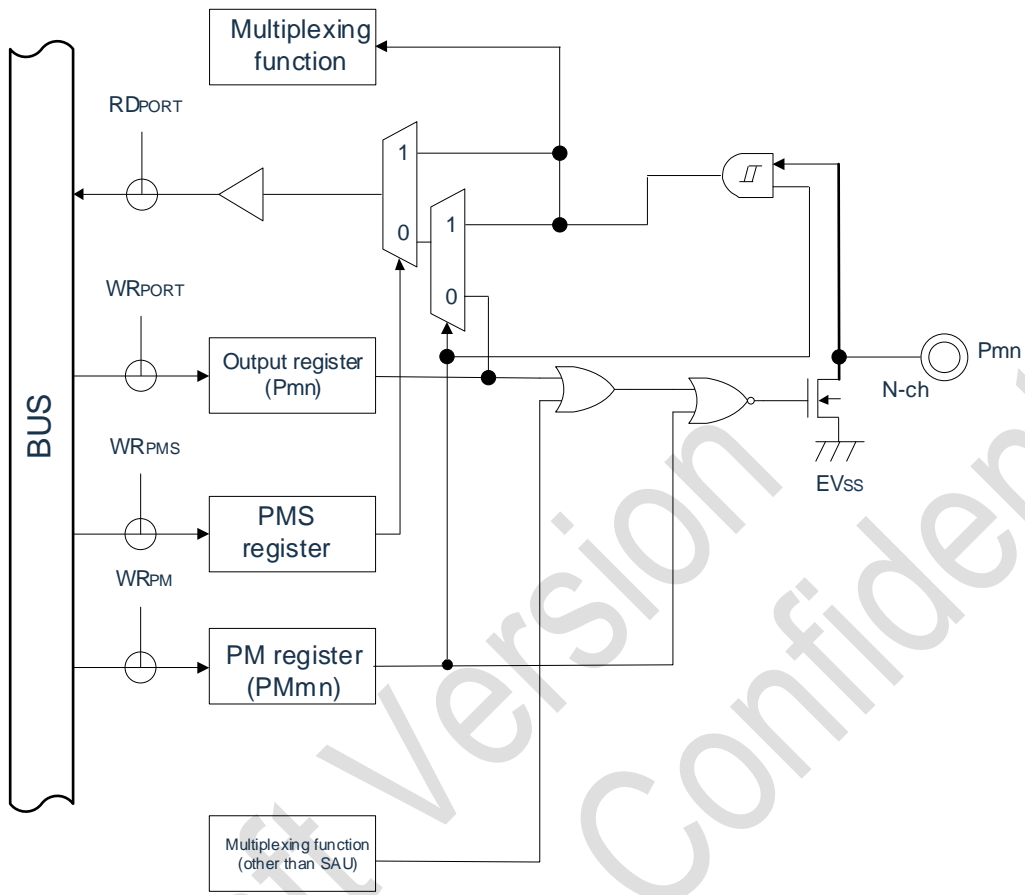 Multiplexing
function
RDPORT
1
0
1
0
WRPORT
Output register
(Pmn)
Pmn
N-ch
EVSS
BUS
WRPMS
PMS
register
WRPM
PM register
(PMmn)
Multiplexing function
(other than SAU)
Version